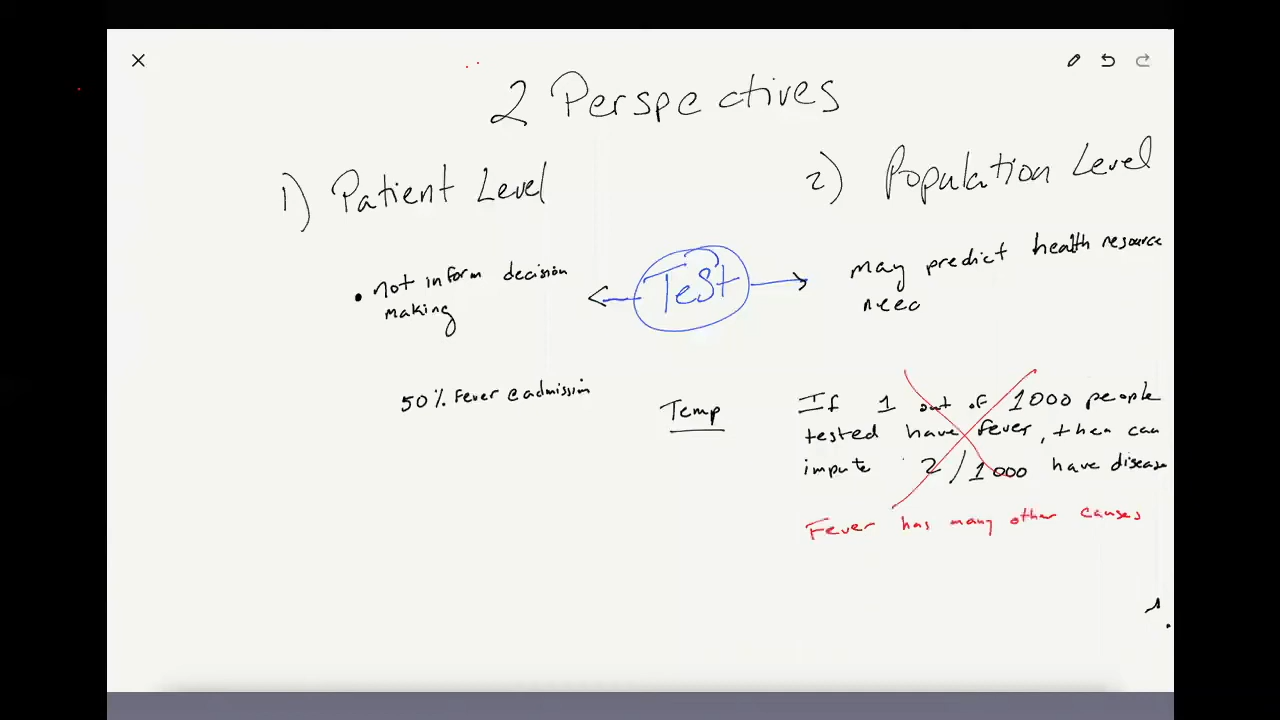 2 Perspectives
1) Patient Level
2) Population Level
• not inform decision
making
Test
may predict health resource
need
50% Fever @ admission
Temp
If 1 out of 1000 people
tested have fever, then can
impute 2/1000 have disease
Fever has many other causes